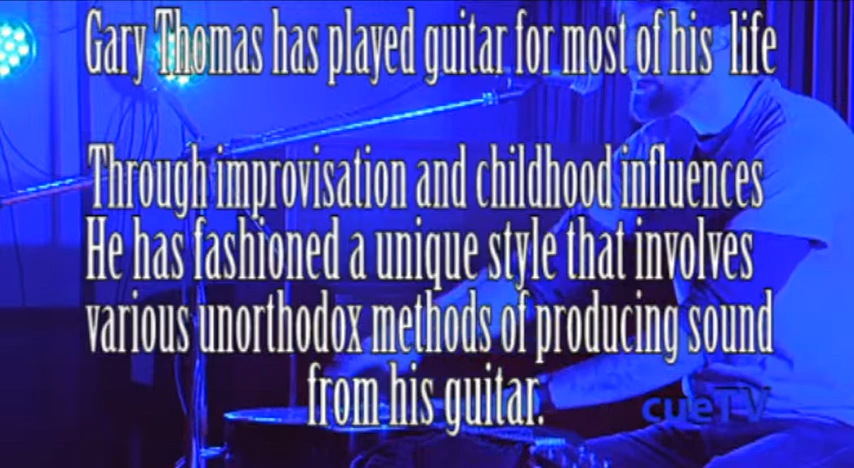 Gary Thomas has played guitar for most of his life
Through improvisation and childhood influences
He has fashioned a unique style that involves
various unorthodox methods of producing sound
from his guitar.
cueTV